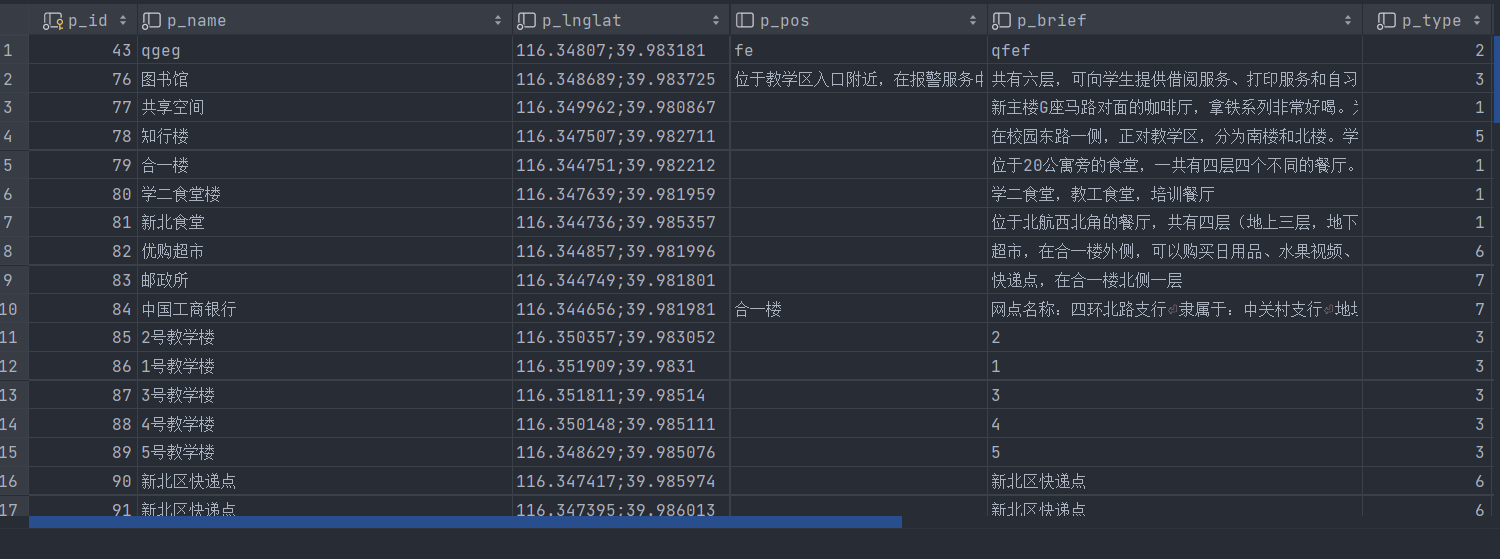 p_id p_name p_lnglat p_pos p_brief p_type
1 43 qgeg 116.34807;39.983181 fe qfef 2
2 76 图书馆 116.348689;39.983725 位于教学区入口附近，在报警服务中 共有六层，可向学生提供借阅服务、打印服务和自习 3
3 77 共享空间 116.349962;39.980867 新主楼G座马路对面的咖啡厅，拿铁系列非常好喝。 1
4 78 知行楼 116.347507;39.982711 在校园东路一侧，正对教学区，分为南楼和北楼。学 5
5 79 合一楼 116.344751;39.982212 位于20公寓旁的食堂，一共有四层四个不同的餐厅。 1
6 80 学二食堂楼 116.347639;39.981959 学二食堂，教工食堂，培训餐厅 1
7 81 新北食堂 116.344736;39.985357 位于北航西北角的餐厅，共有四层（地上三层，地下 1
8 82 优购超市 116.344857;39.981996 超市，在合一楼外侧，可以购买日用品、水果视频、 6
9 83 邮政所 116.344749;39.981801 快递点，在合一楼北侧一层 7
10 84 中国工商银行 116.344656;39.981981 合一楼 网点名称：四环北路支行⏎隶属于：中关村支行⏎地址 7
11 85 2号教学楼 116.350357;39.983052 2 3
12 86 1号教学楼 116.351909;39.9831 1 3
13 87 3号教学楼 116.351811;39.98514 3 3
14 88 4号教学楼 116.350148;39.985111 4 3
15 89 5号教学楼 116.348629;39.985076 5 3
16 90 新北区快递点 116.347417;39.985974 新北区快递点 6
17 91 新北区快递点 116.347395;39.986013 新北区快递点 6